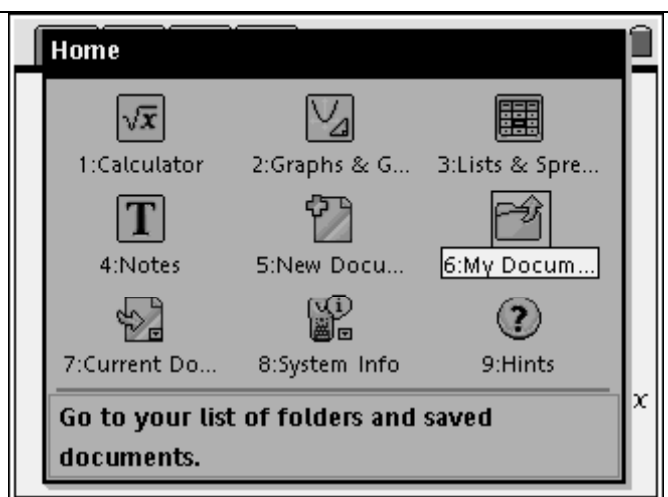 Home
√x
1:Calculator 2:Graphs & G... 3:Lists & Spre...
T
4:Notes 5:New Docu... 6:My Docum...
?
7:Current Do... 8:System Info 9:Hints
x
Go to your list of folders and saved
documents.